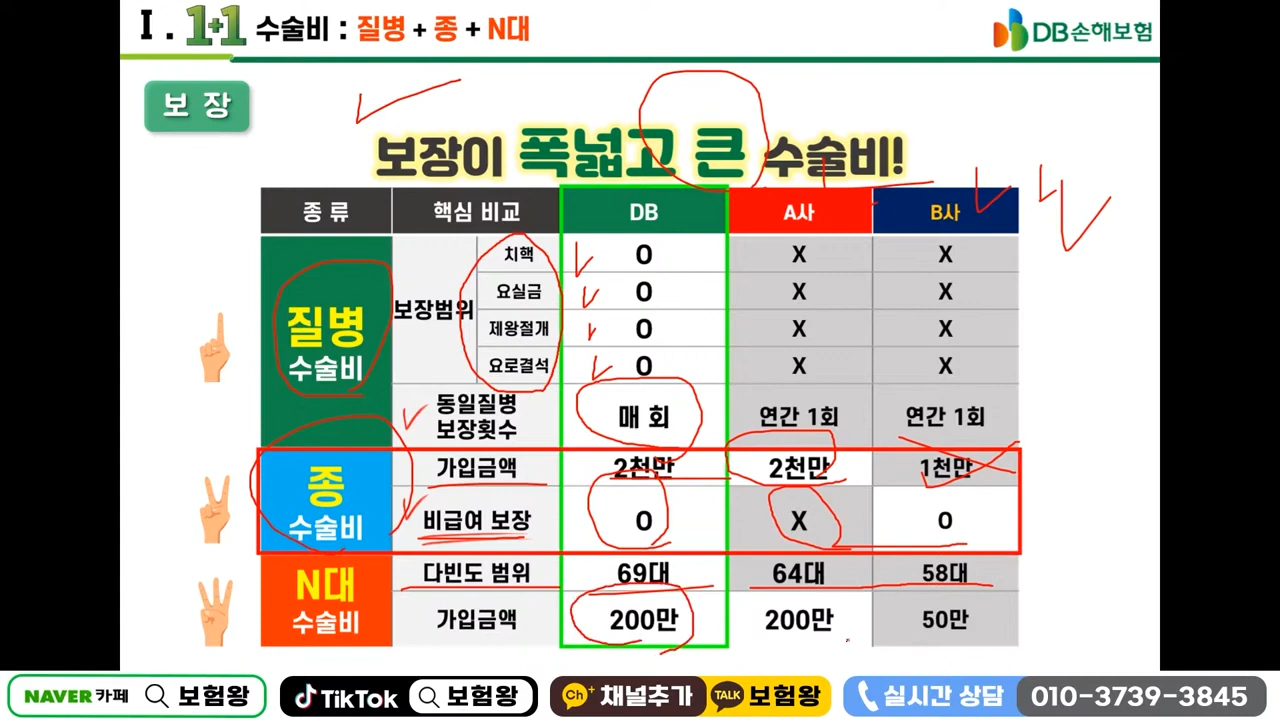 I. 1+1 수술비 : 질병 + 종 + N대
DB손해보험
보 장
보장이 폭넓고 큰 수술비!
종 류 핵심 비교 DB A사 B사
질병 수술비
보장범위
치핵 O X X
요실금 O X X
제왕절개 O X X
요로결석 O X X
동일질병 보장횟수 매 회 연간 1회 연간 1회
종 수술비
가입금액 2천만 2천만 1천만
비급여 보장 O X O
N대 수술비
다빈도 범위 69대 64대 58대
가입금액 200만 200만 50만
NAVER 카페 보험왕
TikTok 보험왕
Ch+ 채널추가 TALK 보험왕
실시간 상담 010-3739-3845